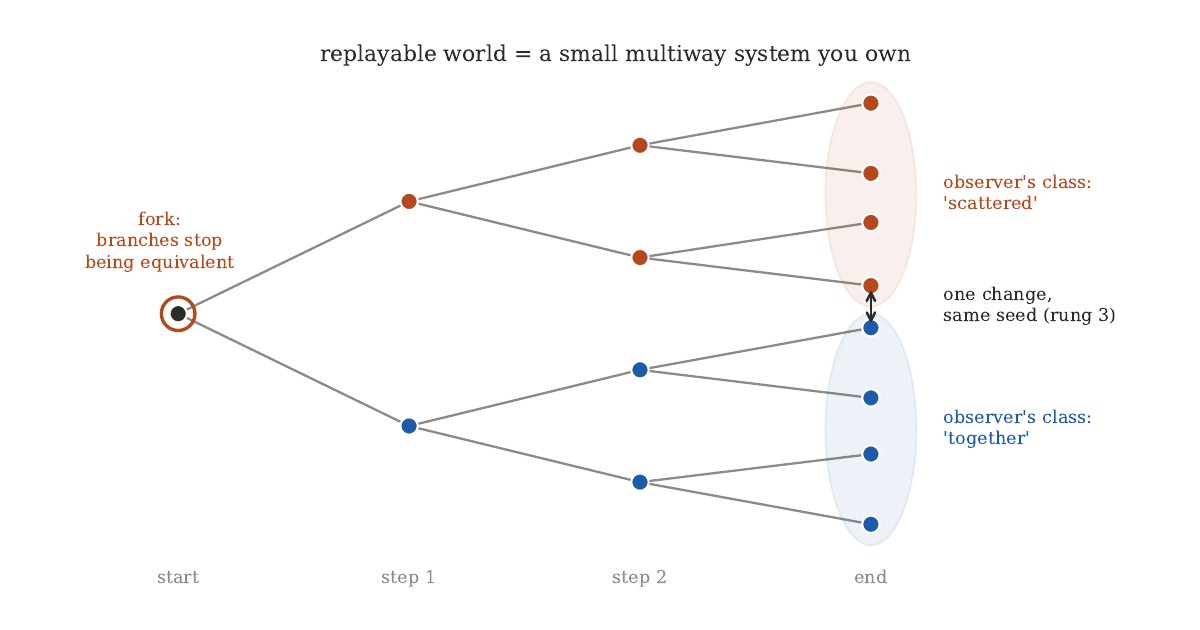 replayable world = a small multiway system you own
fork:
branches stop
being equivalent
observer's class:
'scattered'
one change,
same seed (rung 3)
observer's class:
'together'
start
step 1
step 2
end